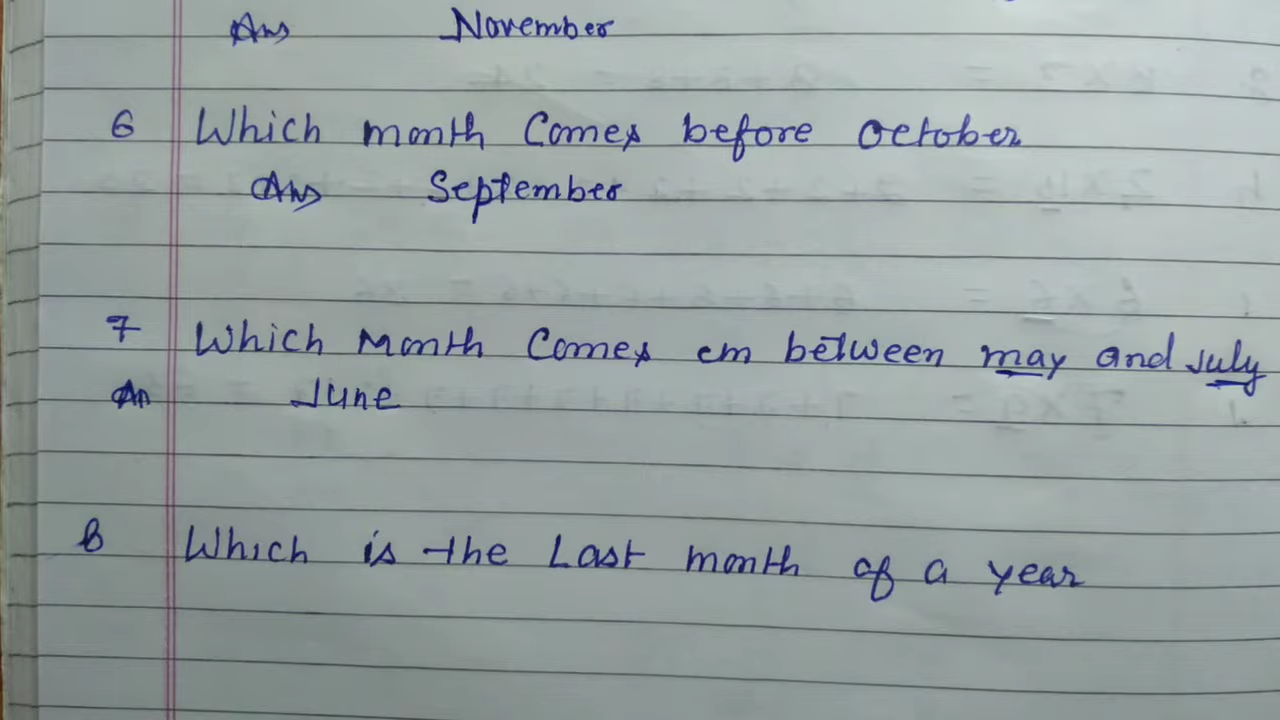 Ans November
6 Which month Comes before October
Ans September
7 Which Month Comes em between may and July
An June
8 Which is the Last month of a year